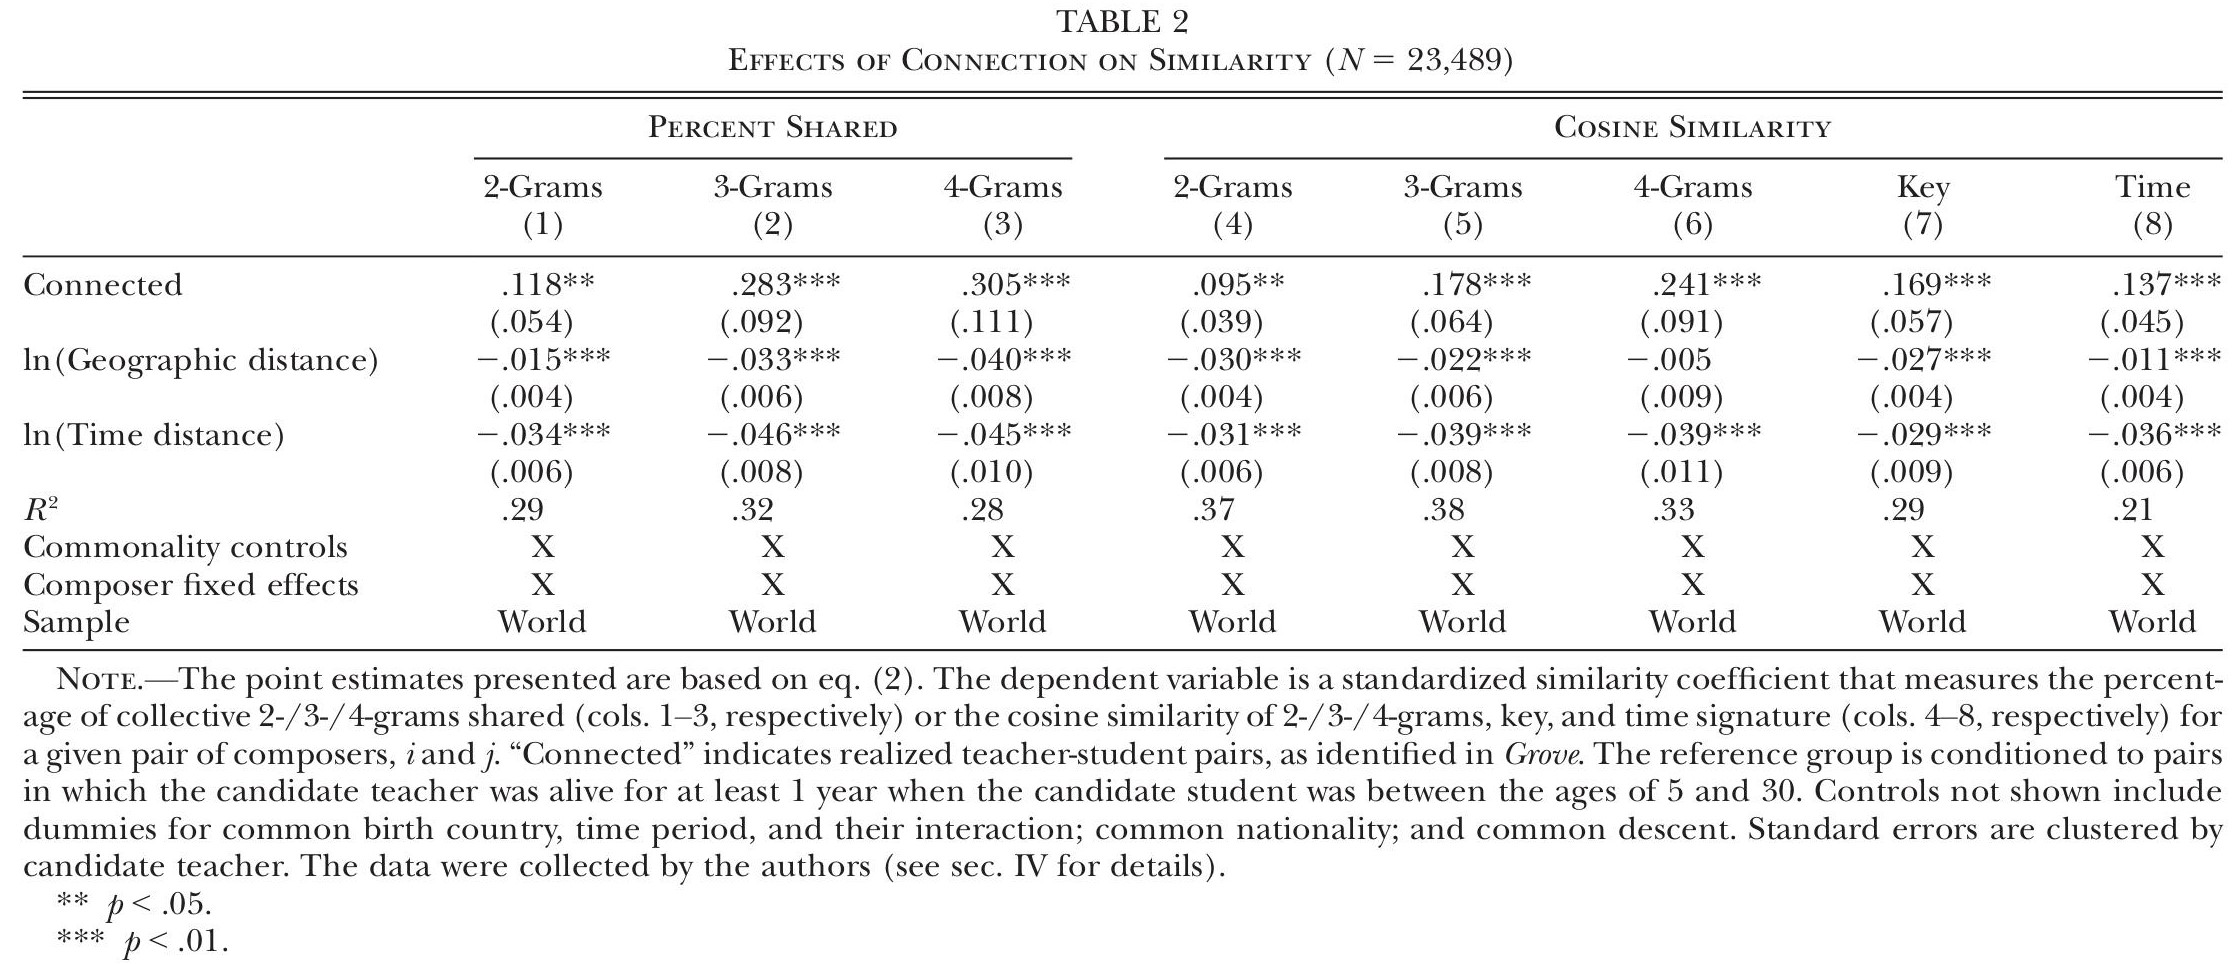 TABLE 2
Effects of Connection on Similarity (N = 23,489)
Percent Shared Cosine Similarity
2-Grams 3-Grams 4-Grams 2-Grams 3-Grams 4-Grams Key Time
(1) (2) (3) (4) (5) (6) (7) (8)
Connected .118** .283*** .305*** .095** .178*** .241*** .169*** .137***
(.054) (.092) (.111) (.039) (.064) (.091) (.057) (.045)
ln(Geographic distance) −.015*** −.033*** −.040*** −.030*** −.022*** −.005 −.027*** −.011***
(.004) (.006) (.008) (.004) (.006) (.009) (.004) (.004)
ln(Time distance) −.034*** −.046*** −.045*** −.031*** −.039*** −.039*** −.029*** −.036***
(.006) (.008) (.010) (.006) (.008) (.011) (.009) (.006)
R² .29 .32 .28 .37 .38 .33 .29 .21
Commonality controls X X X X X X X X
Composer fixed effects X X X X X X X X
Sample World World World World World World World World
Note.—The point estimates presented are based on eq. (2). The dependent variable is a standardized similarity coefficient that measures the percent-
age of collective 2-/3-/4-grams shared (cols. 1–3, respectively) or the cosine similarity of 2-/3-/4-grams, key, and time signature (cols. 4–8, respectively) for
a given pair of composers, i and j. “Connected” indicates realized teacher-student pairs, as identified in Grove. The reference group is conditioned to pairs
in which the candidate teacher was alive for at least 1 year when the candidate student was between the ages of 5 and 30. Controls not shown include
dummies for common birth country, time period, and their interaction; common nationality; and common descent. Standard errors are clustered by
candidate teacher. The data were collected by the authors (see sec. IV for details).
** p < .05.
*** p < .01.